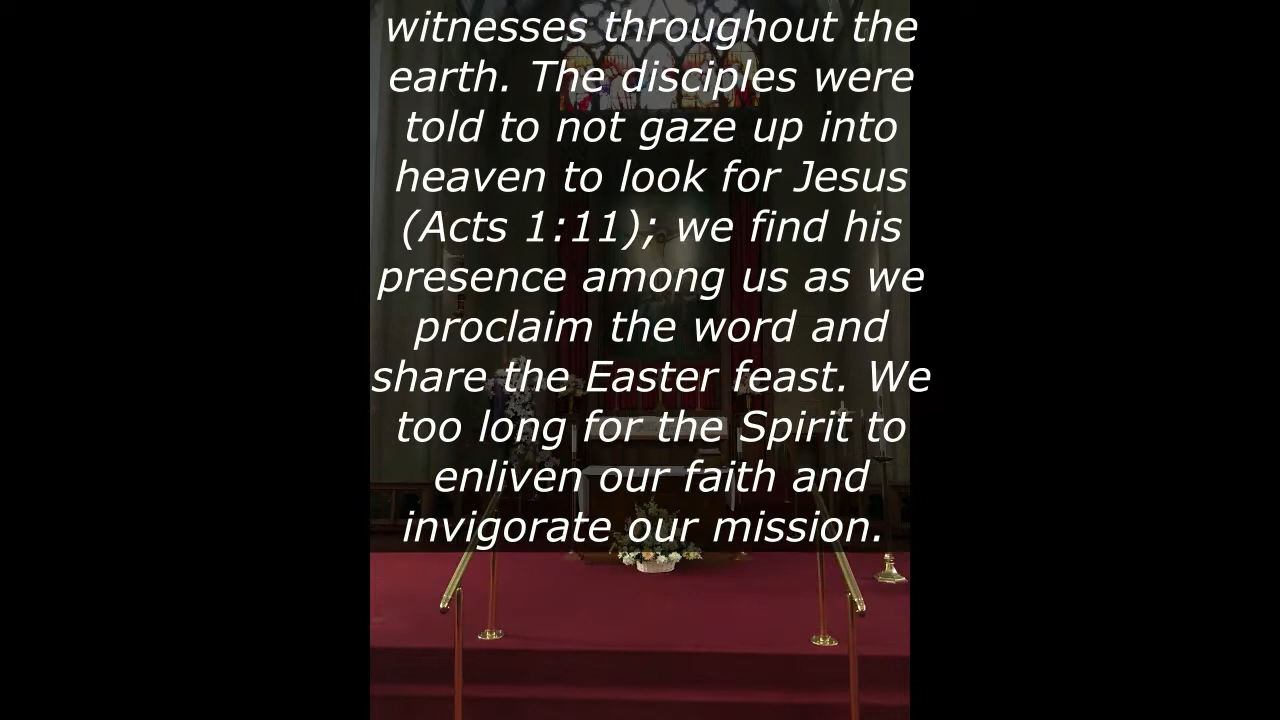 witnesses throughout the
earth. The disciples were
told to not gaze up into
heaven to look for Jesus
(Acts 1:11); we find his
presence among us as we
proclaim the word and
share the Easter feast. We
too long for the Spirit to
enliven our faith and
invigorate our mission.